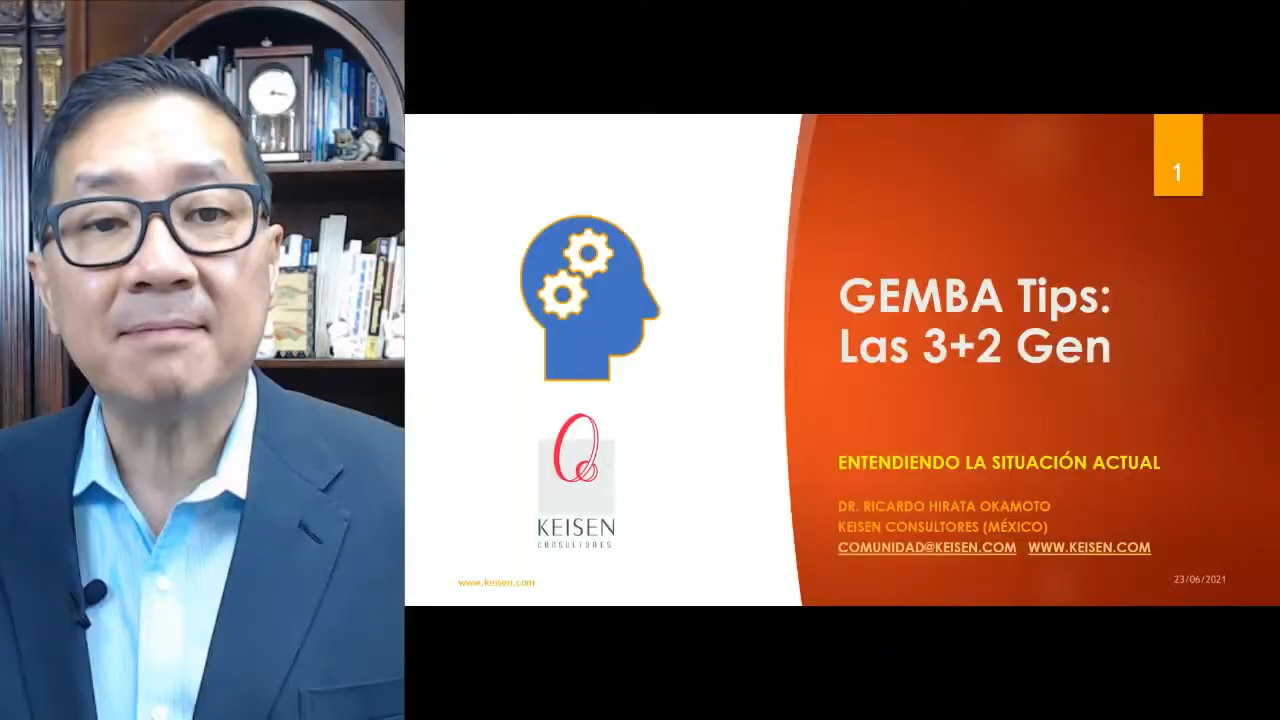 1
GEMBA Tips:
Las 3+2 Gen
ENTENDIENDO LA SITUACIÓN ACTUAL
DR. RICARDO HIRATA OKAMOTO
KEISEN CONSULTORES (MÉXICO)
COMUNIDAD@KEISEN.COM WWW.KEISEN.COM
23/06/2021
KEISEN
CONSULTORES
www.keisen.com